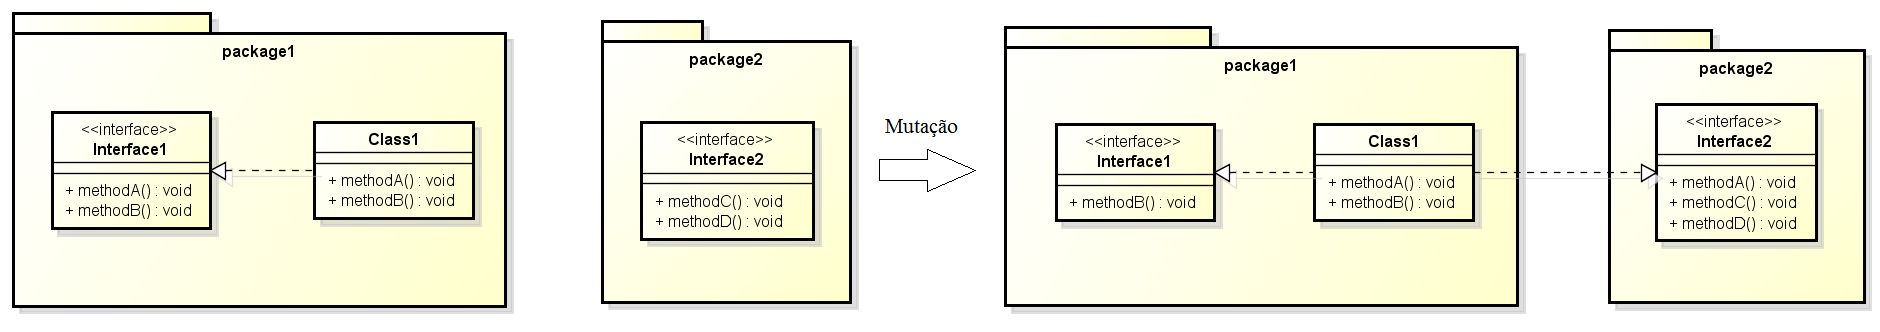 package1
<<interface>>
Interface1
+ methodA() : void
+ methodB() : void
Class1
+ methodA() : void
+ methodB() : void
package2
<<interface>>
Interface2
+ methodC() : void
+ methodD() : void
Mutação
package1
<<interface>>
Interface1
+ methodB() : void
Class1
+ methodA() : void
+ methodB() : void
package2
<<interface>>
Interface2
+ methodA() : void
+ methodC() : void
+ methodD() : void